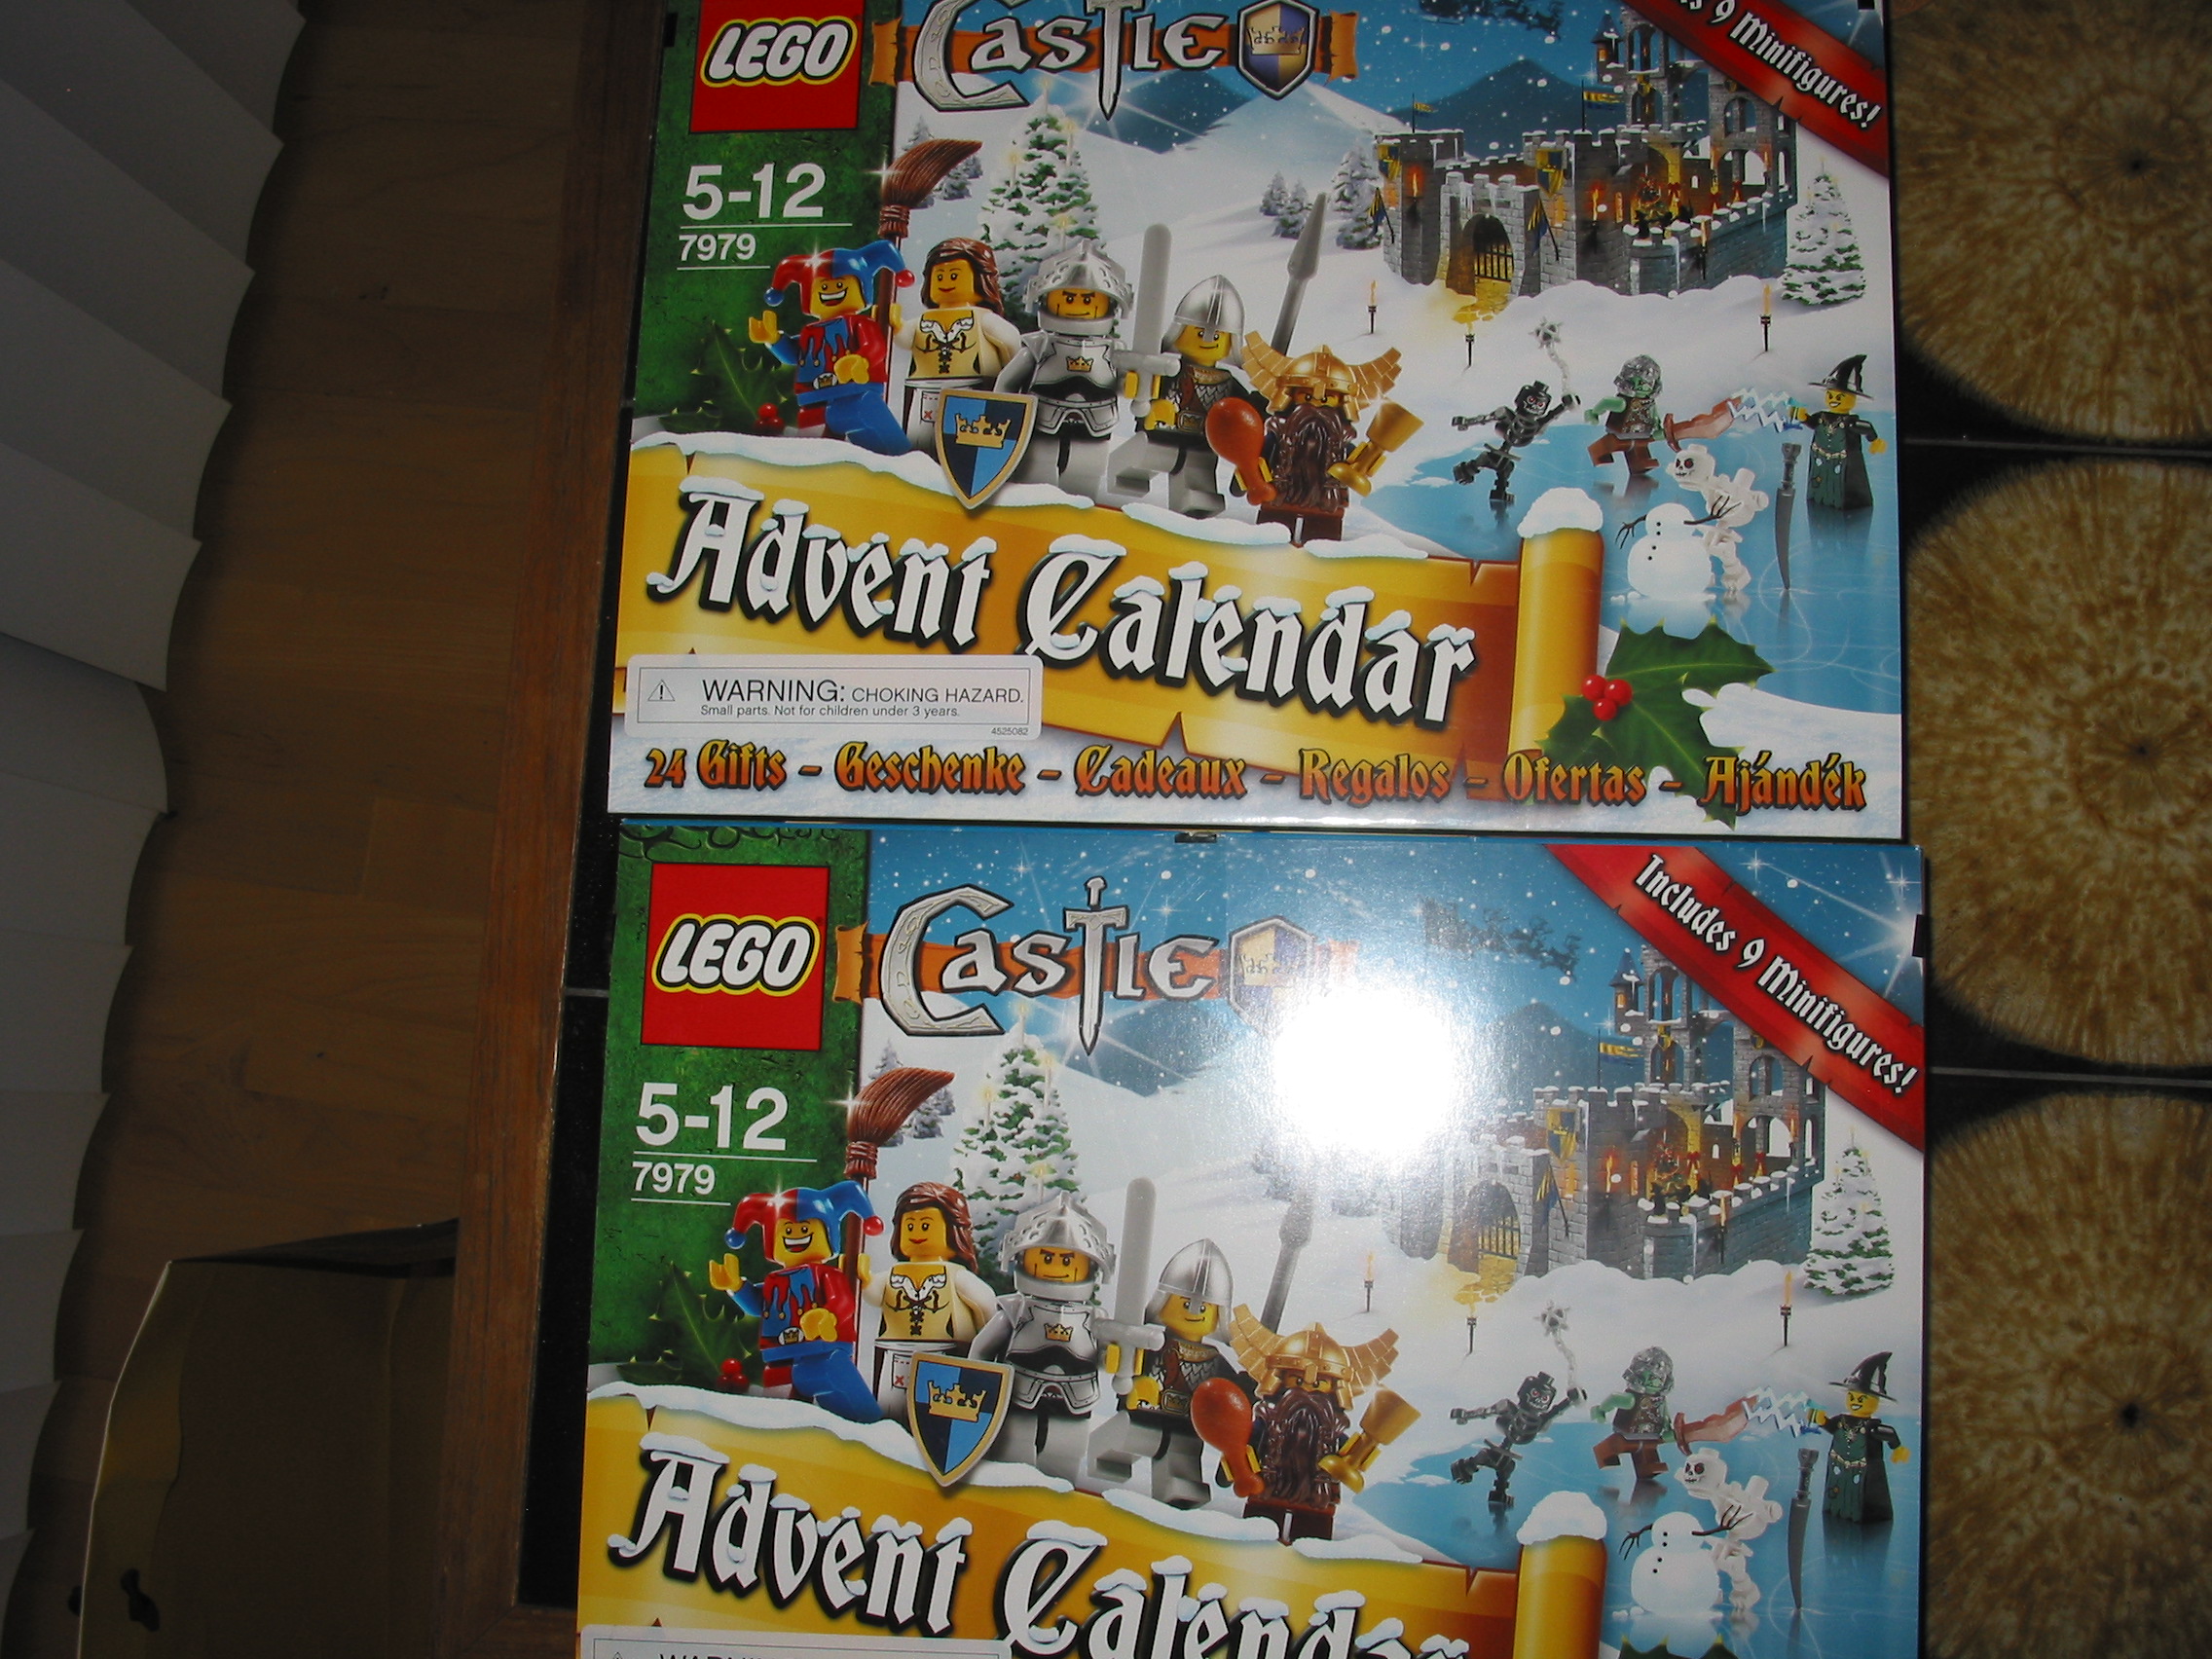 LEGO
Castle
9 Minifigures!
5-12
7979
Advent Calendar
WARNING: CHOKING HAZARD.
Small parts. Not for children under 3 years.
4525082
24 Gifts - Geschenke - Cadeaux - Regalos - Ofertas - Ajándék
LEGO
Castle
Includes 9 Minifigures!
5-12
7979
Advent Calendar